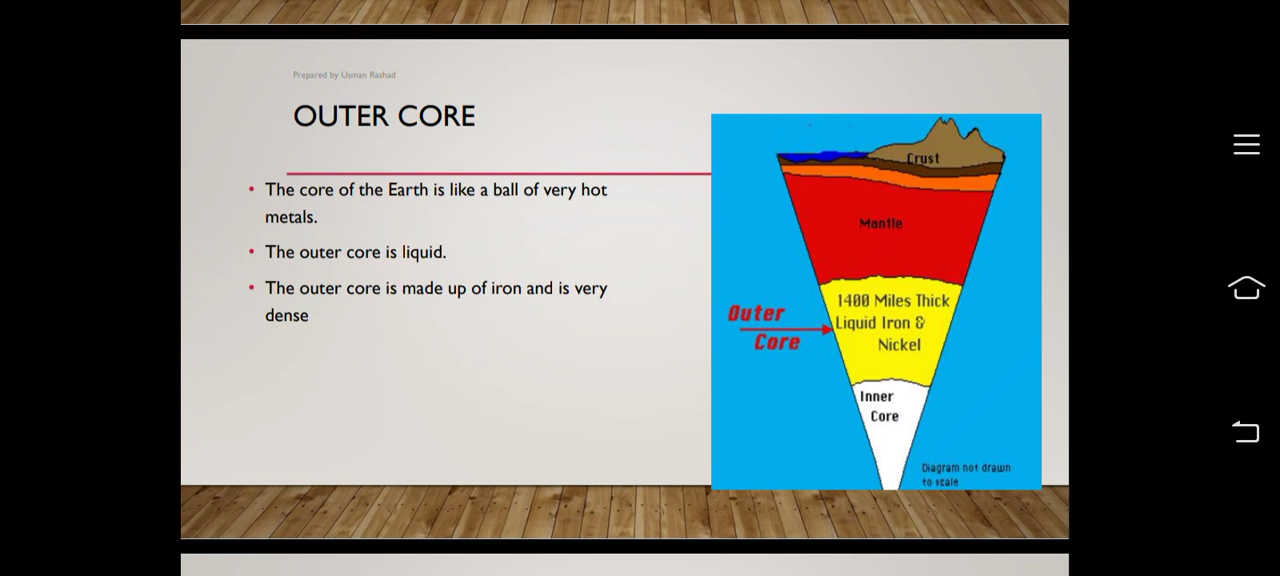 Prepared by Usman Rashad
OUTER CORE
• The core of the Earth is like a ball of very hot
metals.
• The outer core is liquid.
• The outer core is made up of iron and is very
dense
Crust
Mantle
1400 Miles Thick
Liquid Iron &
Nickel
Outer
Core
Inner
Core
Diagram not drawn
to scale